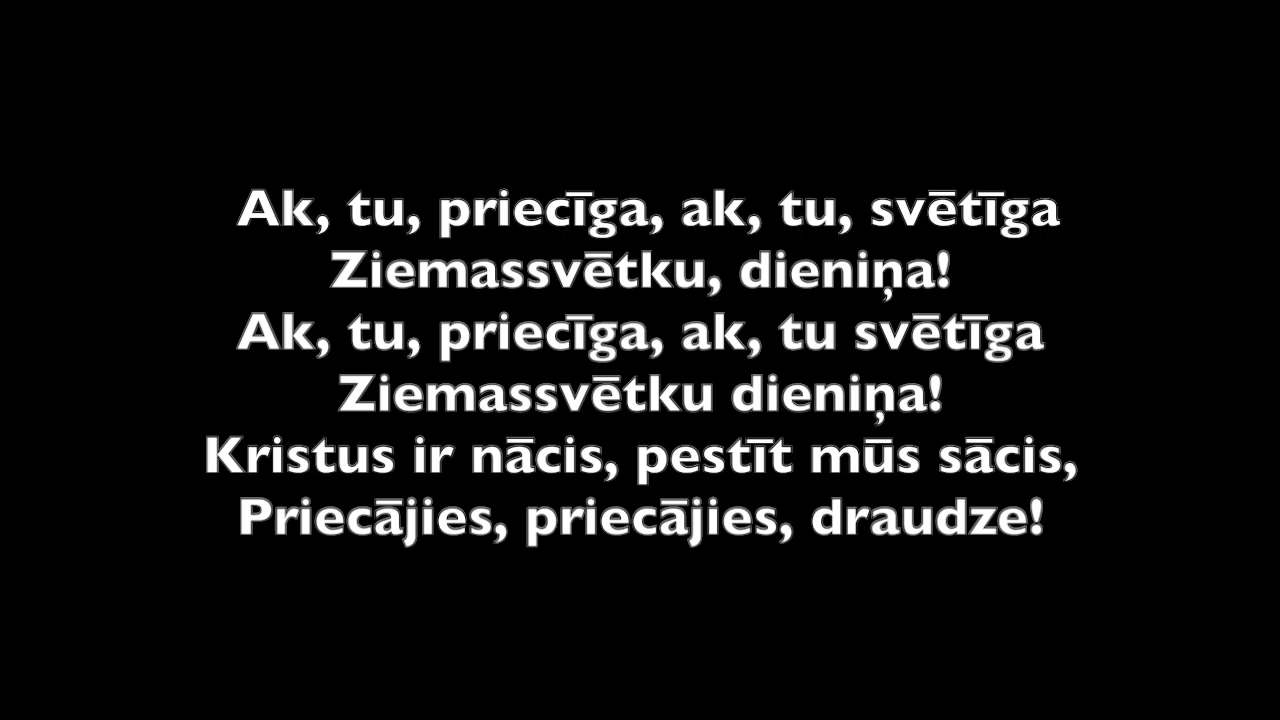 Ak, tu, priecīga, ak, tu, svētīga
Ziemassvētku, dieniņa!
Ak, tu, priecīga, ak, tu svētīga
Ziemassvētku dieniņa!
Kristus ir nācis, pestīt mūs sācis,
Priecājies, priecājies, draudze!